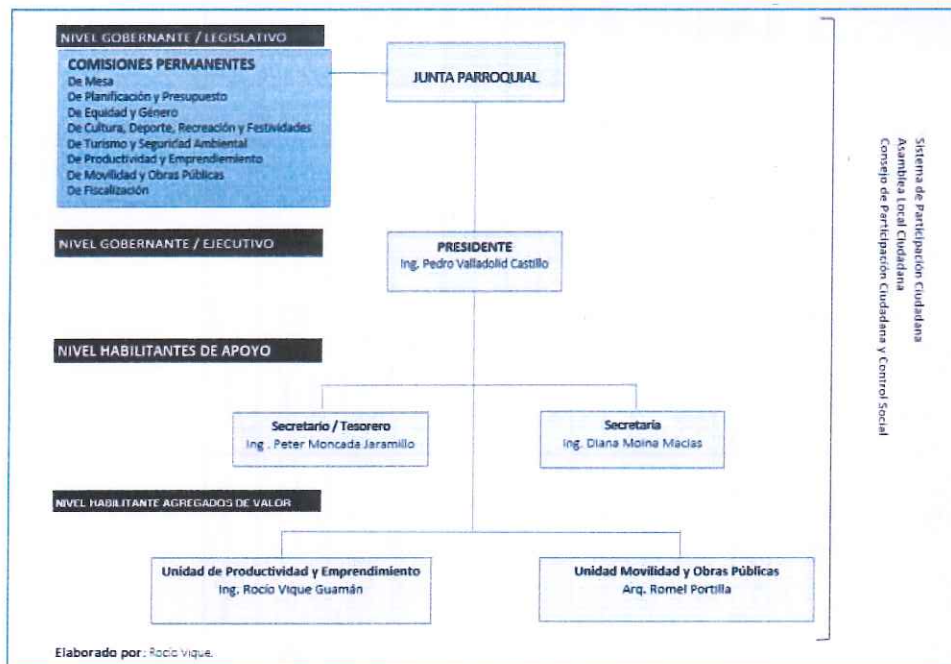 NIVEL GOBERNANTE / LEGISLATIVO
COMISIONES PERMANENTES
De Mesa
De Planificación y Presupuesto
De Equidad y Género
De Cultura, Deporte, Recreación y Festividades
De Turismo y Seguridad Ambiental
De Productividad y Emprendiemiento
De Movilidad y Obras Públicas
De Fiscalización
JUNTA PARROQUIAL
NIVEL GOBERNANTE / EJECUTIVO
PRESIDENTE
Ing. Pedro Valladolid Castillo
NIVEL HABILITANTES DE APOYO
Secretario / Tesorero
Ing . Peter Moncada Jaramillo
Secretaría
Ing. Diana Moina Macias
NIVEL HABILITANTE AGREGADOS DE VALOR
Unidad de Productividad y Emprendimiento
Ing. Rocío Vique Guamán
Unidad Movilidad y Obras Públicas
Arq. Romel Portilla
Sistema de Participación Ciudadana
Asamblea Local Ciudadana
Consejo de Participación Ciudadana y Control Social
Elaborado por: Rocío Vique.